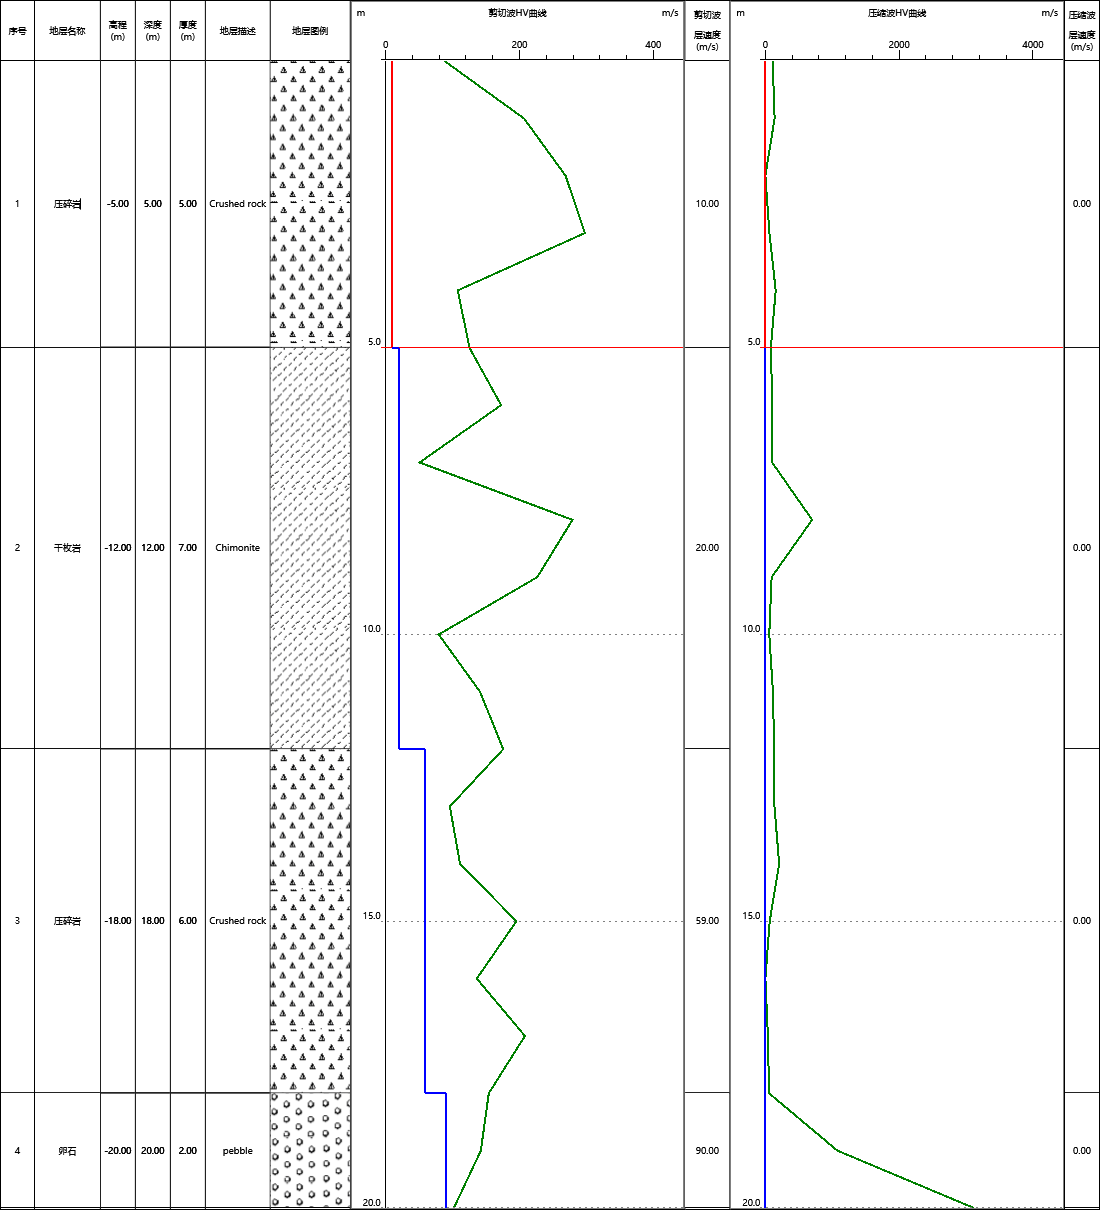 序号
地层名称
高程
(m)
深度
(m)
厚度
(m)
地层描述
地层图例
m 剪切波HV曲线 m/s
0 200 400
剪切波
层速度
(m/s)
m 压缩波HV曲线 m/s
0 2000 4000
压缩波
层速度
(m/s)
1 压碎岩 -5.00 5.00 5.00 Crushed rock 10.00 0.00
5.0 5.0
2 千枚岩 -12.00 12.00 7.00 Chimonite 20.00 0.00
10.0 10.0
3 压碎岩 -18.00 18.00 6.00 Crushed rock 15.0 59.00 15.0 0.00
4 卵石 -20.00 20.00 2.00 pebble 90.00 0.00
20.0 20.0